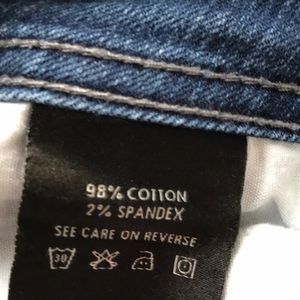 98% COTTON
2% SPANDEX
SEE CARE ON REVERSE
30